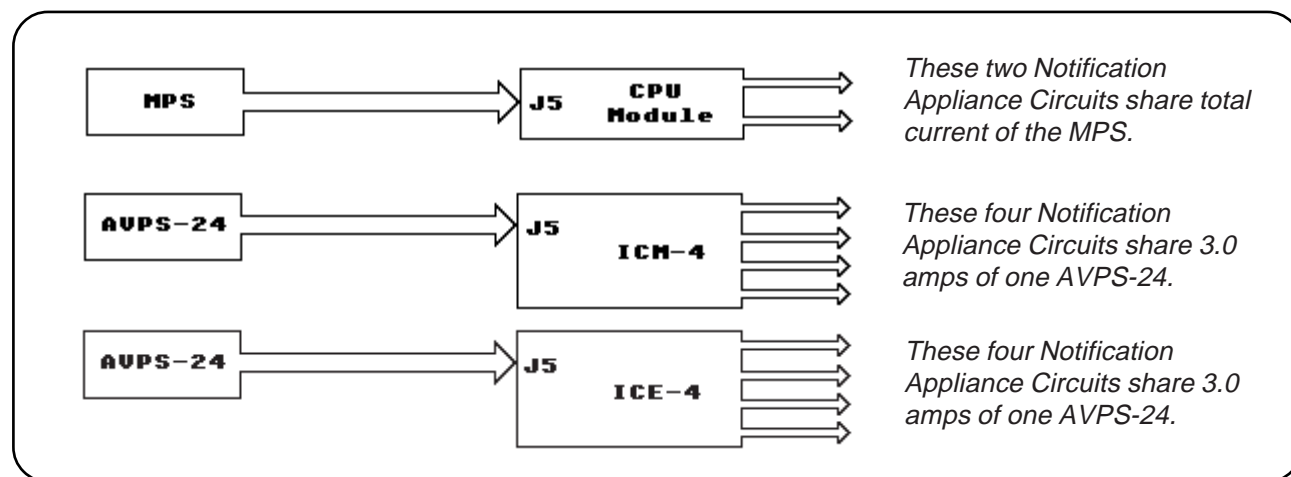 MPS
J5
CPU
Module
These two Notification
Appliance Circuits share total
current of the MPS.
AVPS-24
J5
ICM-4
These four Notification
Appliance Circuits share 3.0
amps of one AVPS-24.
AVPS-24
J5
ICE-4
These four Notification
Appliance Circuits share 3.0
amps of one AVPS-24.